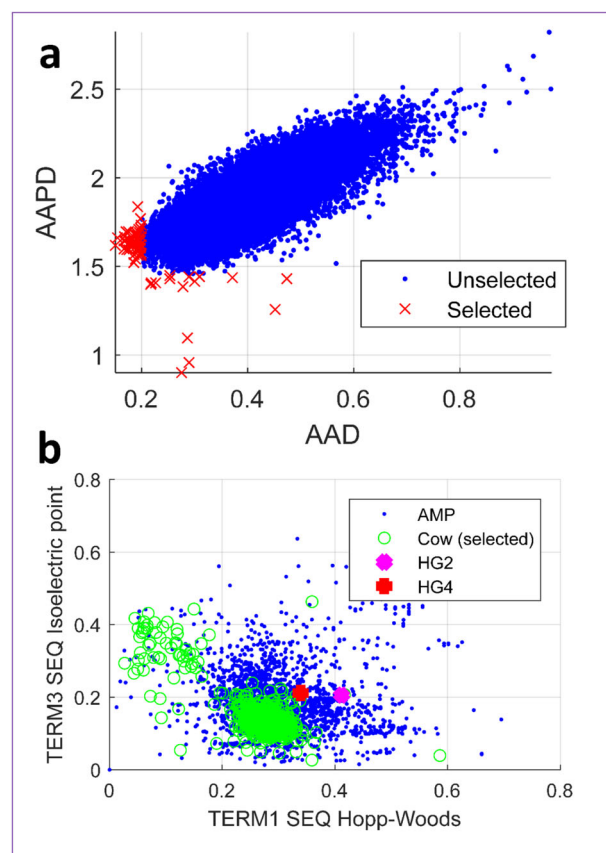 a
2.5
2
1.5
1
AAPD
Unselected
Selected
0.2 0.4 0.6 0.8
AAD
b
0.8
0.6
0.4
0.2
0
TERM3 SEQ Isoelectric point
AMP
Cow (selected)
HG2
HG4
0 0.2 0.4 0.6 0.8
TERM1 SEQ Hopp-Woods